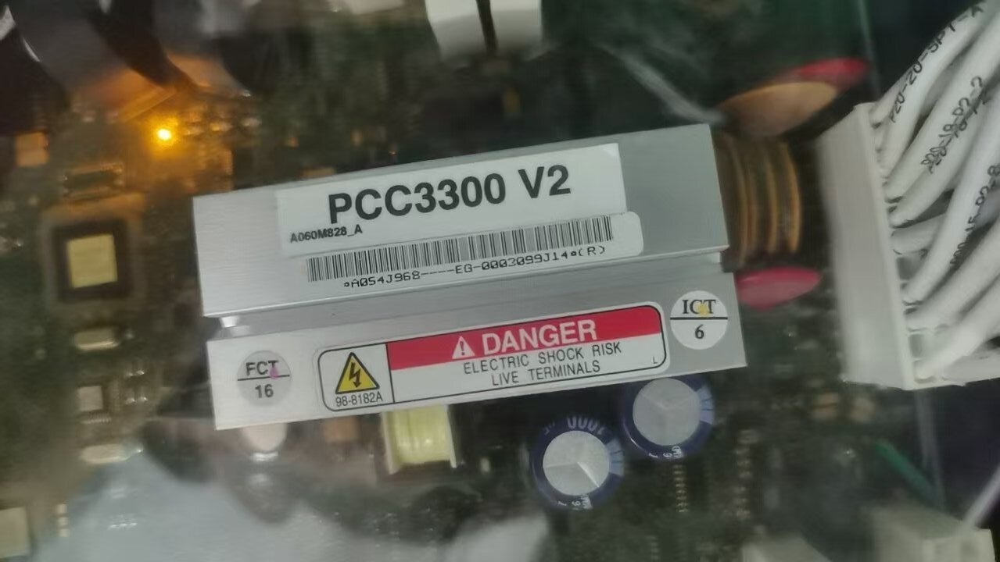 PCC3300 V2
A060M828_A
*A054J968----EG-0003099J14*(R)
FCT
16
DANGER
ELECTRIC SHOCK RISK
LIVE TERMINALS
L
98-8182A
ICT
6